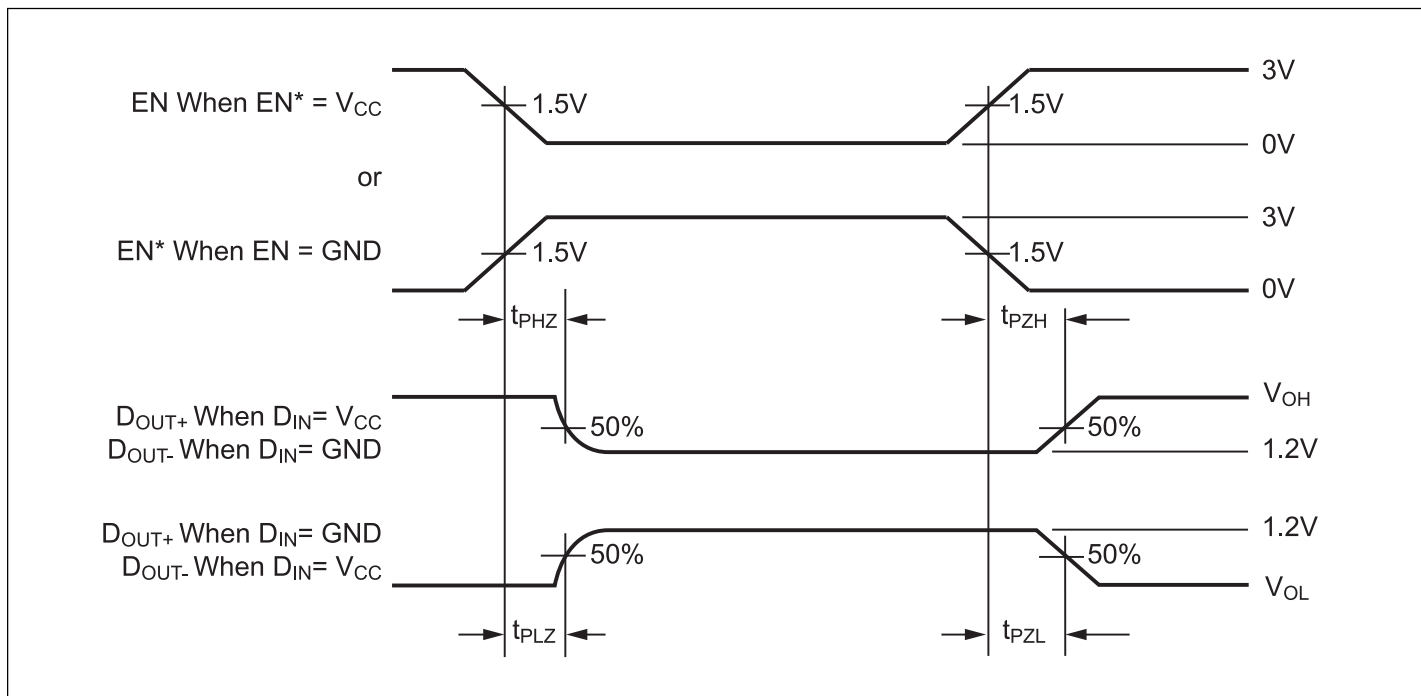 3V
EN When EN* = VCC
1.5V
1.5V
0V
or
3V
EN* When EN = GND
1.5V
1.5V
0V
tPHZ
tPZH
VOH
DOUT+ When DIN= VCC
50%
50%
DOUT- When DIN= GND
1.2V
1.2V
DOUT+ When DIN= GND
50%
50%
DOUT- When DIN= VCC
VOL
tPLZ
tPZL